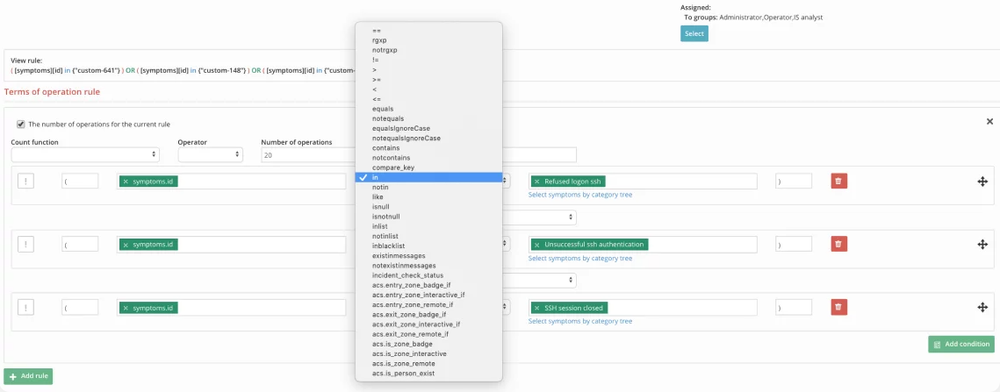 Assigned:
To groups: Administrator,Operator,IS analyst
Select
View rule:
( [symptoms][id] in {"custom-641"} ) OR ( [symptoms][id] in {"custom-148"} ) OR ( [symptoms][id] in {"custom-
Terms of operation rule
The number of operations for the current rule
Count function
Operator
Number of operations
20
==
rgxp
notrgxp
!=
>
>=
<
<=
equals
notequals
equalsIgnoreCase
notequalsIgnoreCase
contains
notcontains
compare_key
in
notin
like
isnull
isnotnull
inlist
notinlist
inblacklist
existinmessages
notexistinmessages
incident_check_status
acs.entry_zone_badge_if
acs.entry_zone_interactive_if
acs.entry_zone_remote_if
acs.exit_zone_badge_if
acs.exit_zone_interactive_if
acs.exit_zone_remote_if
acs.is_zone_badge
acs.is_zone_interactive
acs.is_zone_remote
acs.is_person_exist
! ( × symptoms.id × Refused logon ssh )
Select symptoms by category tree
! ( × symptoms.id × Unsuccessful ssh authentication )
Select symptoms by category tree
! ( × symptoms.id × SSH session closed )
Select symptoms by category tree
Add condition
+ Add rule